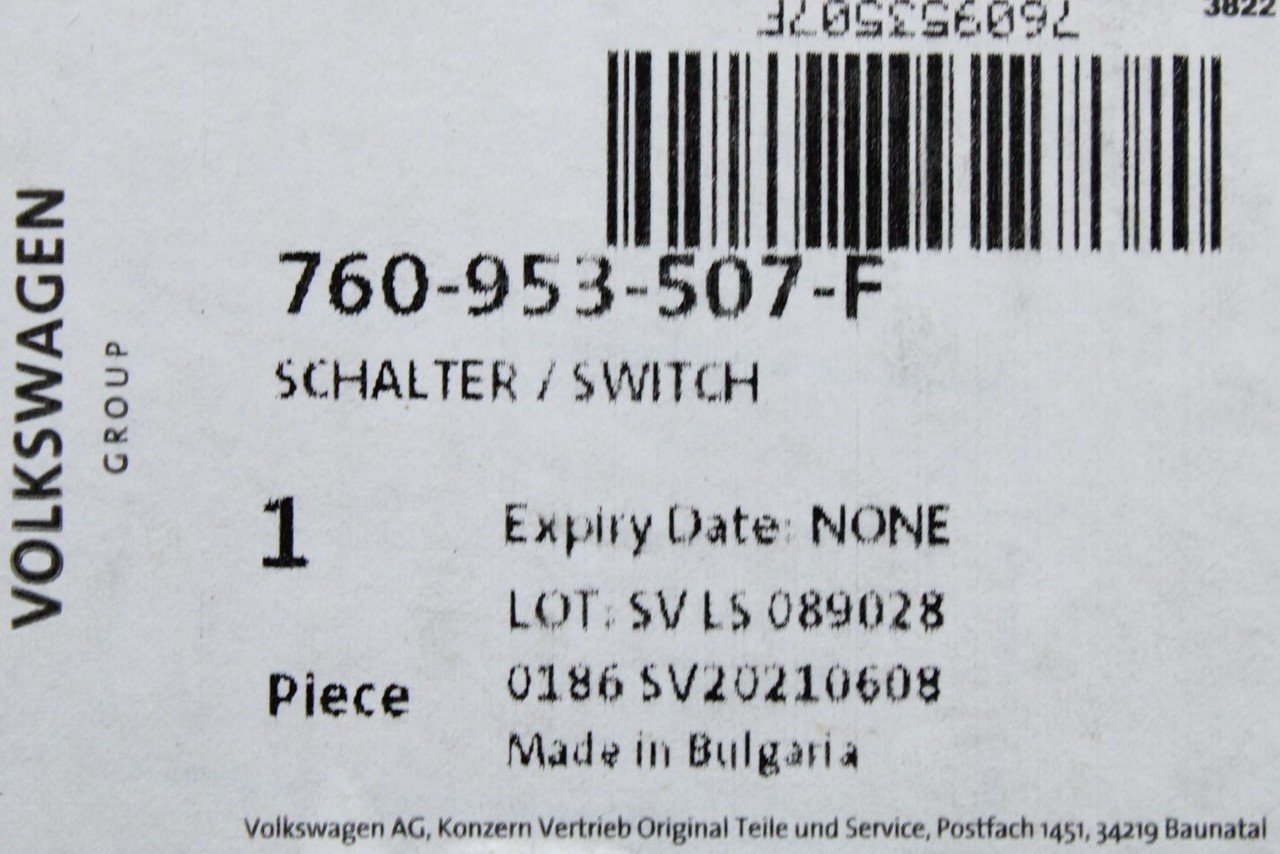 3822
760953507F
760-953-507-F
SCHALTER / SWITCH
1
Piece
Expiry Date: NONE
LOT: SV LS 089028
0186 SV20210608
Made in Bulgaria
VOLKSWAGEN
GROUP
Volkswagen AG, Konzern Vertrieb Original Teile und Service, Postfach 1451, 34219 Baunatal